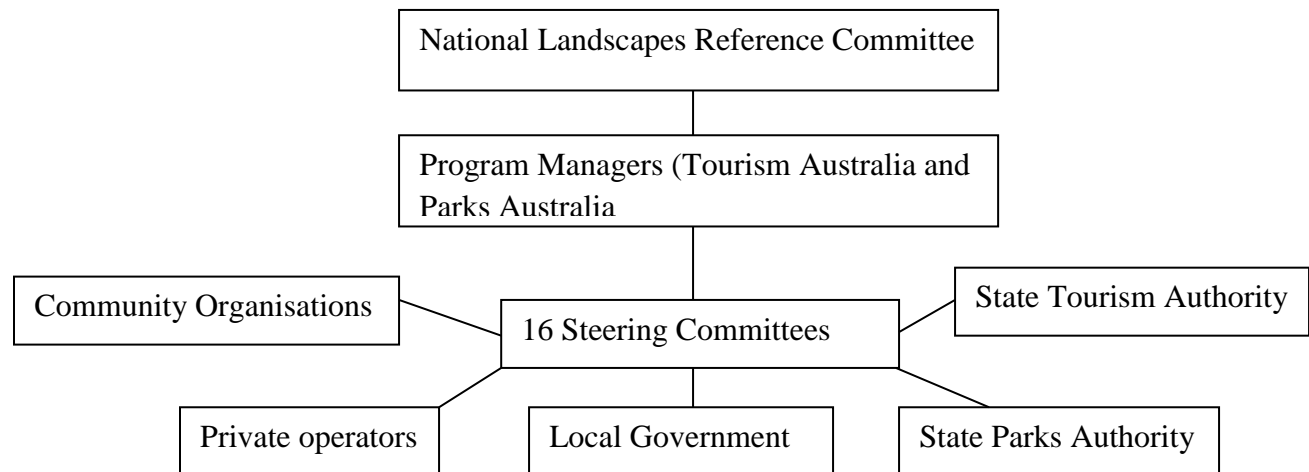 National Landscapes Reference Committee
Program Managers (Tourism Australia and
Parks Australia
Community Organisations
State Tourism Authority
16 Steering Committees
Private operators
Local Government
State Parks Authority